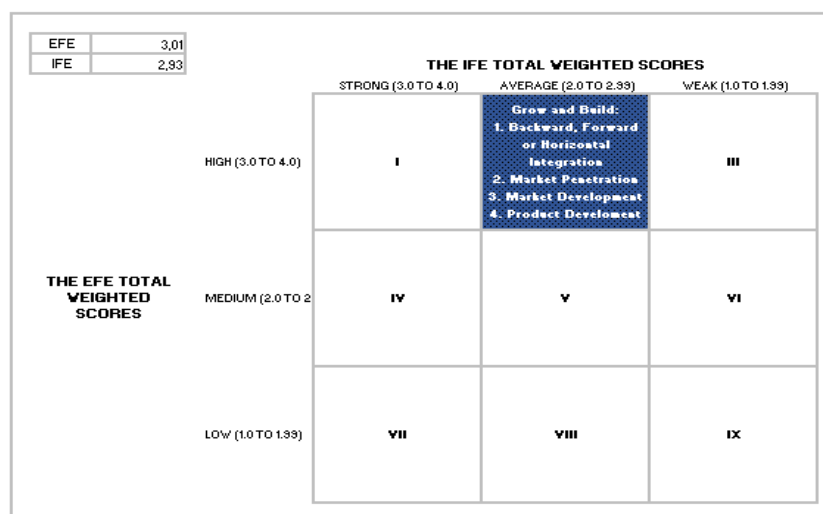 EFE 3,01
IFE 2,93
THE IFE TOTAL WEIGHTED SCORES
STRONG (3.0 TO 4.0) AVERAGE (2.0 TO 2.99) WEAK (1.0 TO 1.99)
HIGH (3.0 TO 4.0)
I
Grow and Build:
1. Backward, Forward
or Horizontal
Integration
2. Market Penetration
3. Market Development
4. Product Develoment
III
THE EFE TOTAL
WEIGHTED
SCORES
MEDIUM (2.0 TO 2
IV V VI
LOW (1.0 TO 1.99)
VII VIII IX